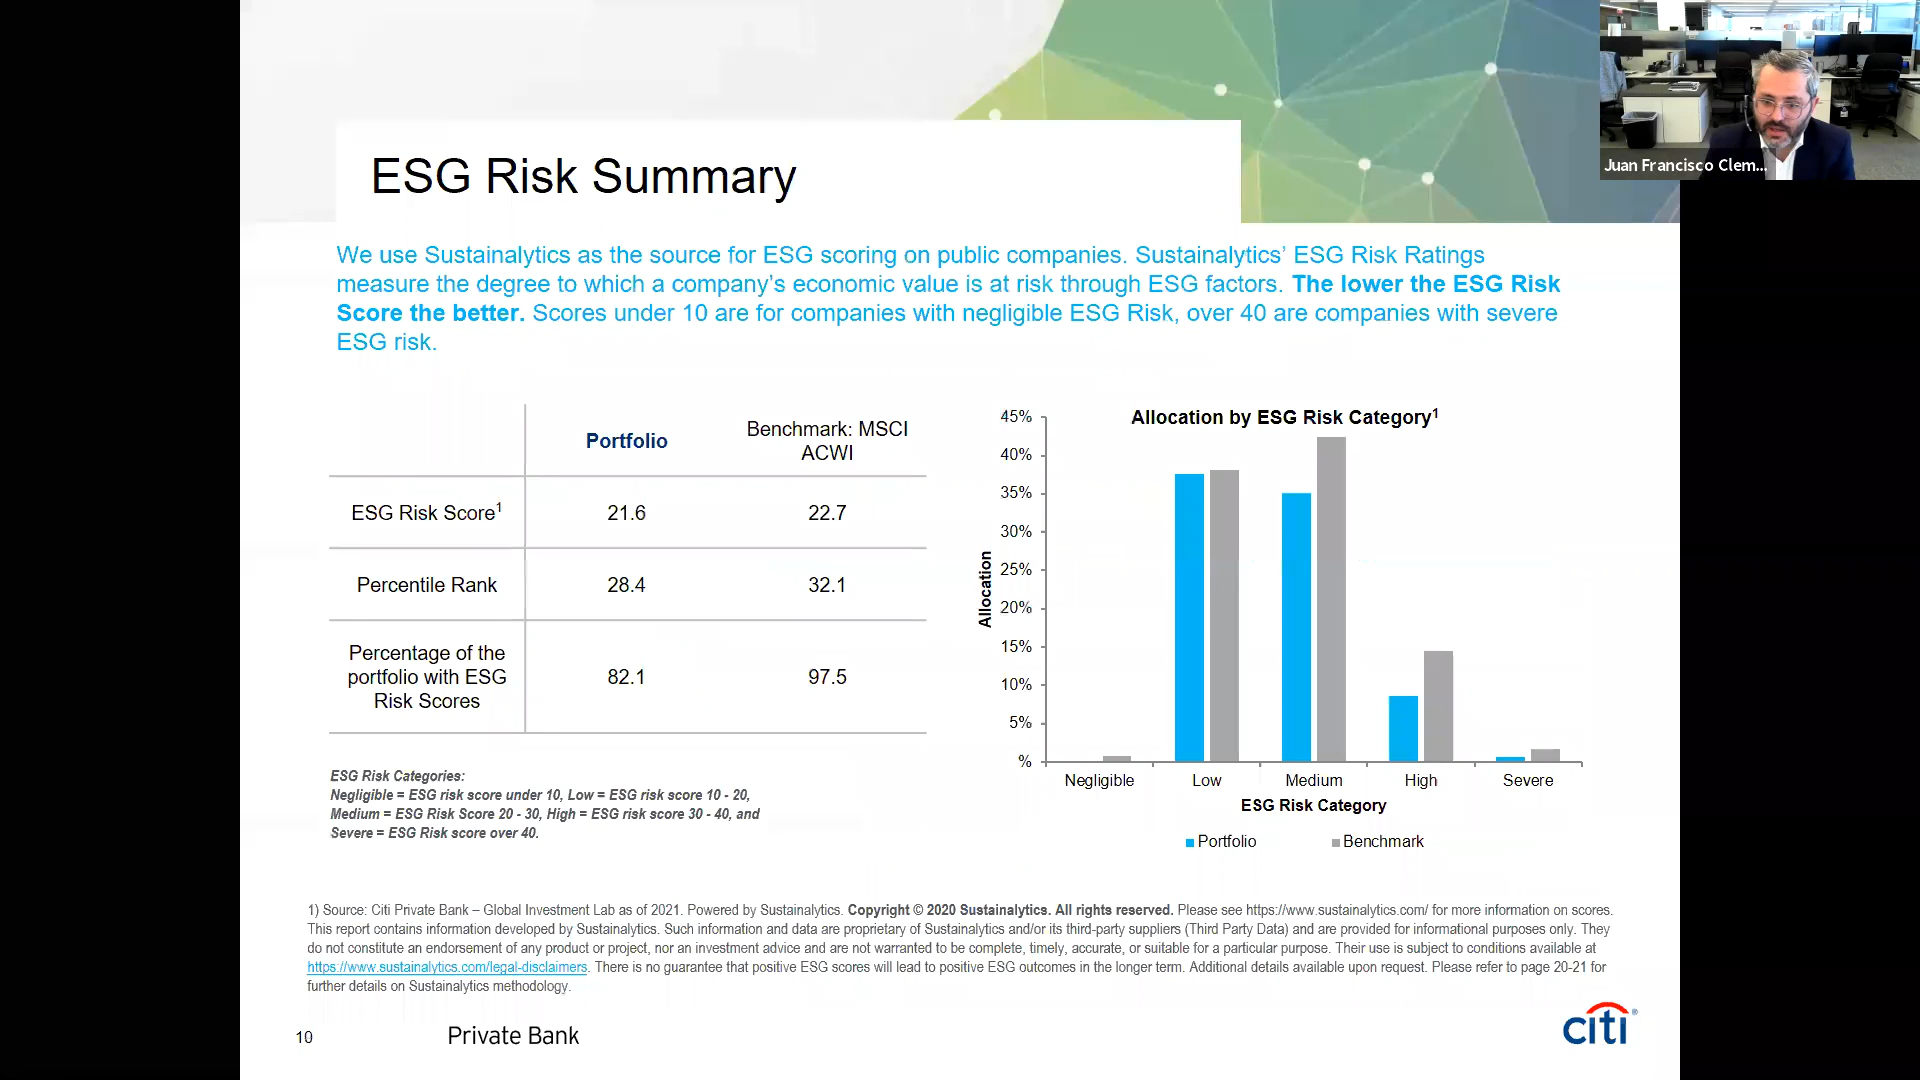 Juan Francisco Clem...
ESG Risk Summary
We use Sustainalytics as the source for ESG scoring on public companies. Sustainalytics’ ESG Risk Ratings
measure the degree to which a company’s economic value is at risk through ESG factors. The lower the ESG Risk
Score the better. Scores under 10 are for companies with negligible ESG Risk, over 40 are companies with severe
ESG risk.
Portfolio
Benchmark: MSCI
ACWI
ESG Risk Score1
21.6
22.7
Percentile Rank
28.4
32.1
Percentage of the
portfolio with ESG
Risk Scores
82.1
97.5
ESG Risk Categories:
Negligible = ESG risk score under 10, Low = ESG risk score 10 - 20,
Medium = ESG Risk Score 20 - 30, High = ESG risk score 30 - 40, and
Severe = ESG Risk score over 40.
Allocation by ESG Risk Category1
Allocation
45%
40%
35%
30%
25%
20%
15%
10%
5%
%
Negligible
Low
Medium
High
Severe
ESG Risk Category
Portfolio
Benchmark
1) Source: Citi Private Bank – Global Investment Lab as of 2021. Powered by Sustainalytics. Copyright © 2020 Sustainalytics. All rights reserved. Please see https://www.sustainalytics.com/ for more information on scores.
This report contains information developed by Sustainalytics. Such information and data are proprietary of Sustainalytics and/or its third-party suppliers (Third Party Data) and are provided for informational purposes only. They
do not constitute an endorsement of any product or project, nor an investment advice and are not warranted to be complete, timely, accurate, or suitable for a particular purpose. Their use is subject to conditions available at
https://www.sustainalytics.com/legal-disclaimers. There is no guarantee that positive ESG scores will lead to positive ESG outcomes in the longer term. Additional details available upon request. Please refer to page 20-21 for
further details on Sustainalytics methodology.
10
Private Bank
citi®